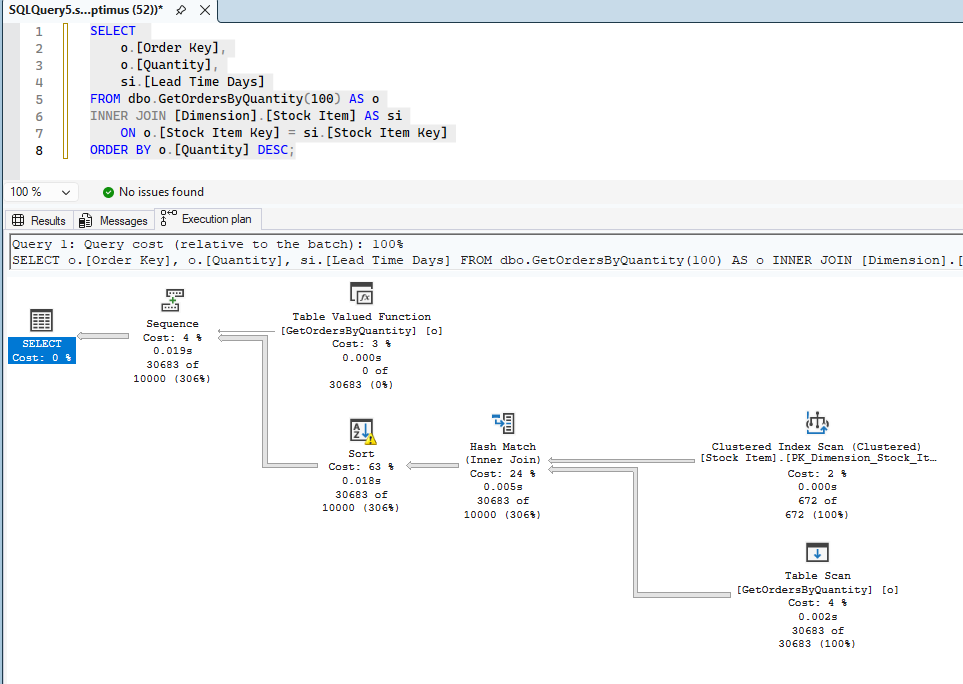 SQLQuery5.s...ptimus (52))*
1 SELECT
2 o.[Order Key],
3 o.[Quantity],
4 si.[Lead Time Days]
5 FROM dbo.GetOrdersByQuantity(100) AS o
6 INNER JOIN [Dimension].[Stock Item] AS si
7 ON o.[Stock Item Key] = si.[Stock Item Key]
8 ORDER BY o.[Quantity] DESC;
100 % No issues found
Results Messages Execution plan
Query 1: Query cost (relative to the batch): 100%
SELECT o.[Order Key], o.[Quantity], si.[Lead Time Days] FROM dbo.GetOrdersByQuantity(100) AS o INNER JOIN [Dimension].[
SELECT
Cost: 0 %
Sequence
Cost: 4 %
0.019s
30683 of
10000 (306%)
Table Valued Function
[GetOrdersByQuantity] [o]
Cost: 3 %
0.000s
0 of
30683 (0%)
Sort
Cost: 63 %
0.018s
30683 of
10000 (306%)
Hash Match
(Inner Join)
Cost: 24 %
0.005s
30683 of
10000 (306%)
Clustered Index Scan (Clustered)
[Stock Item].[PK_Dimension_Stock_It…
Cost: 2 %
0.000s
672 of
672 (100%)
Table Scan
[GetOrdersByQuantity] [o]
Cost: 4 %
0.002s
30683 of
30683 (100%)